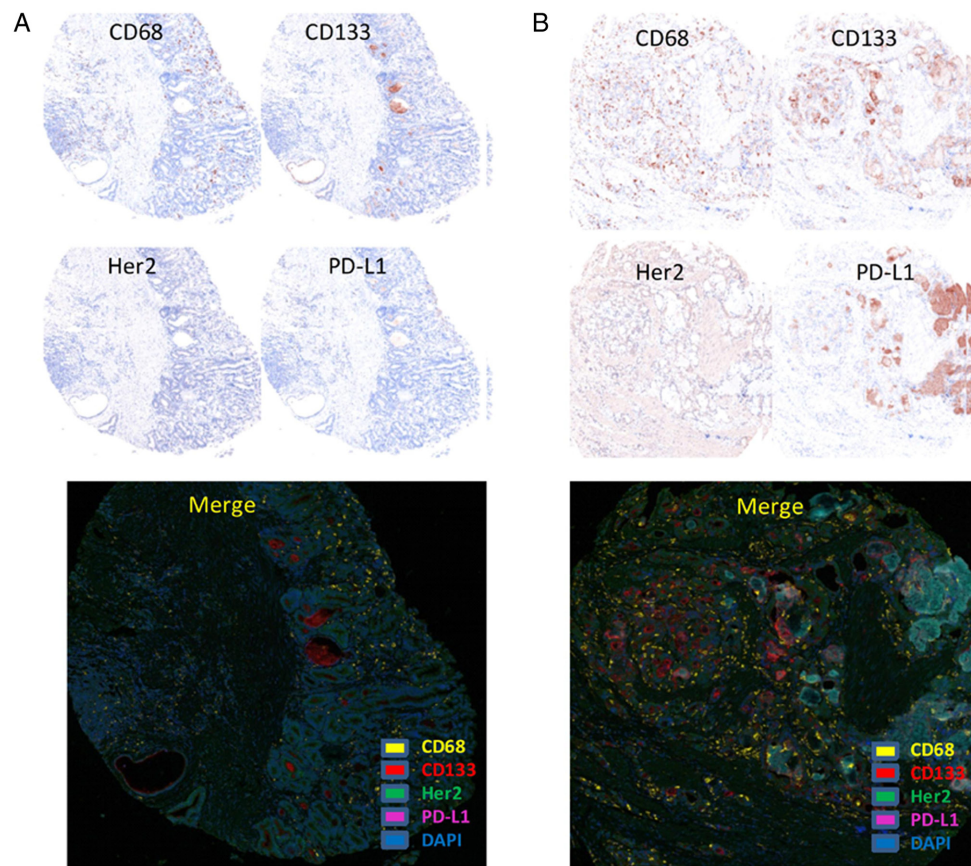 A
CD68
CD133
Her2
PD-L1
Merge
CD68
CD133
Her2
PD-L1
DAPI
B
CD68
CD133
Her2
PD-L1
Merge
CD68
CD133
Her2
PD-L1
DAPI